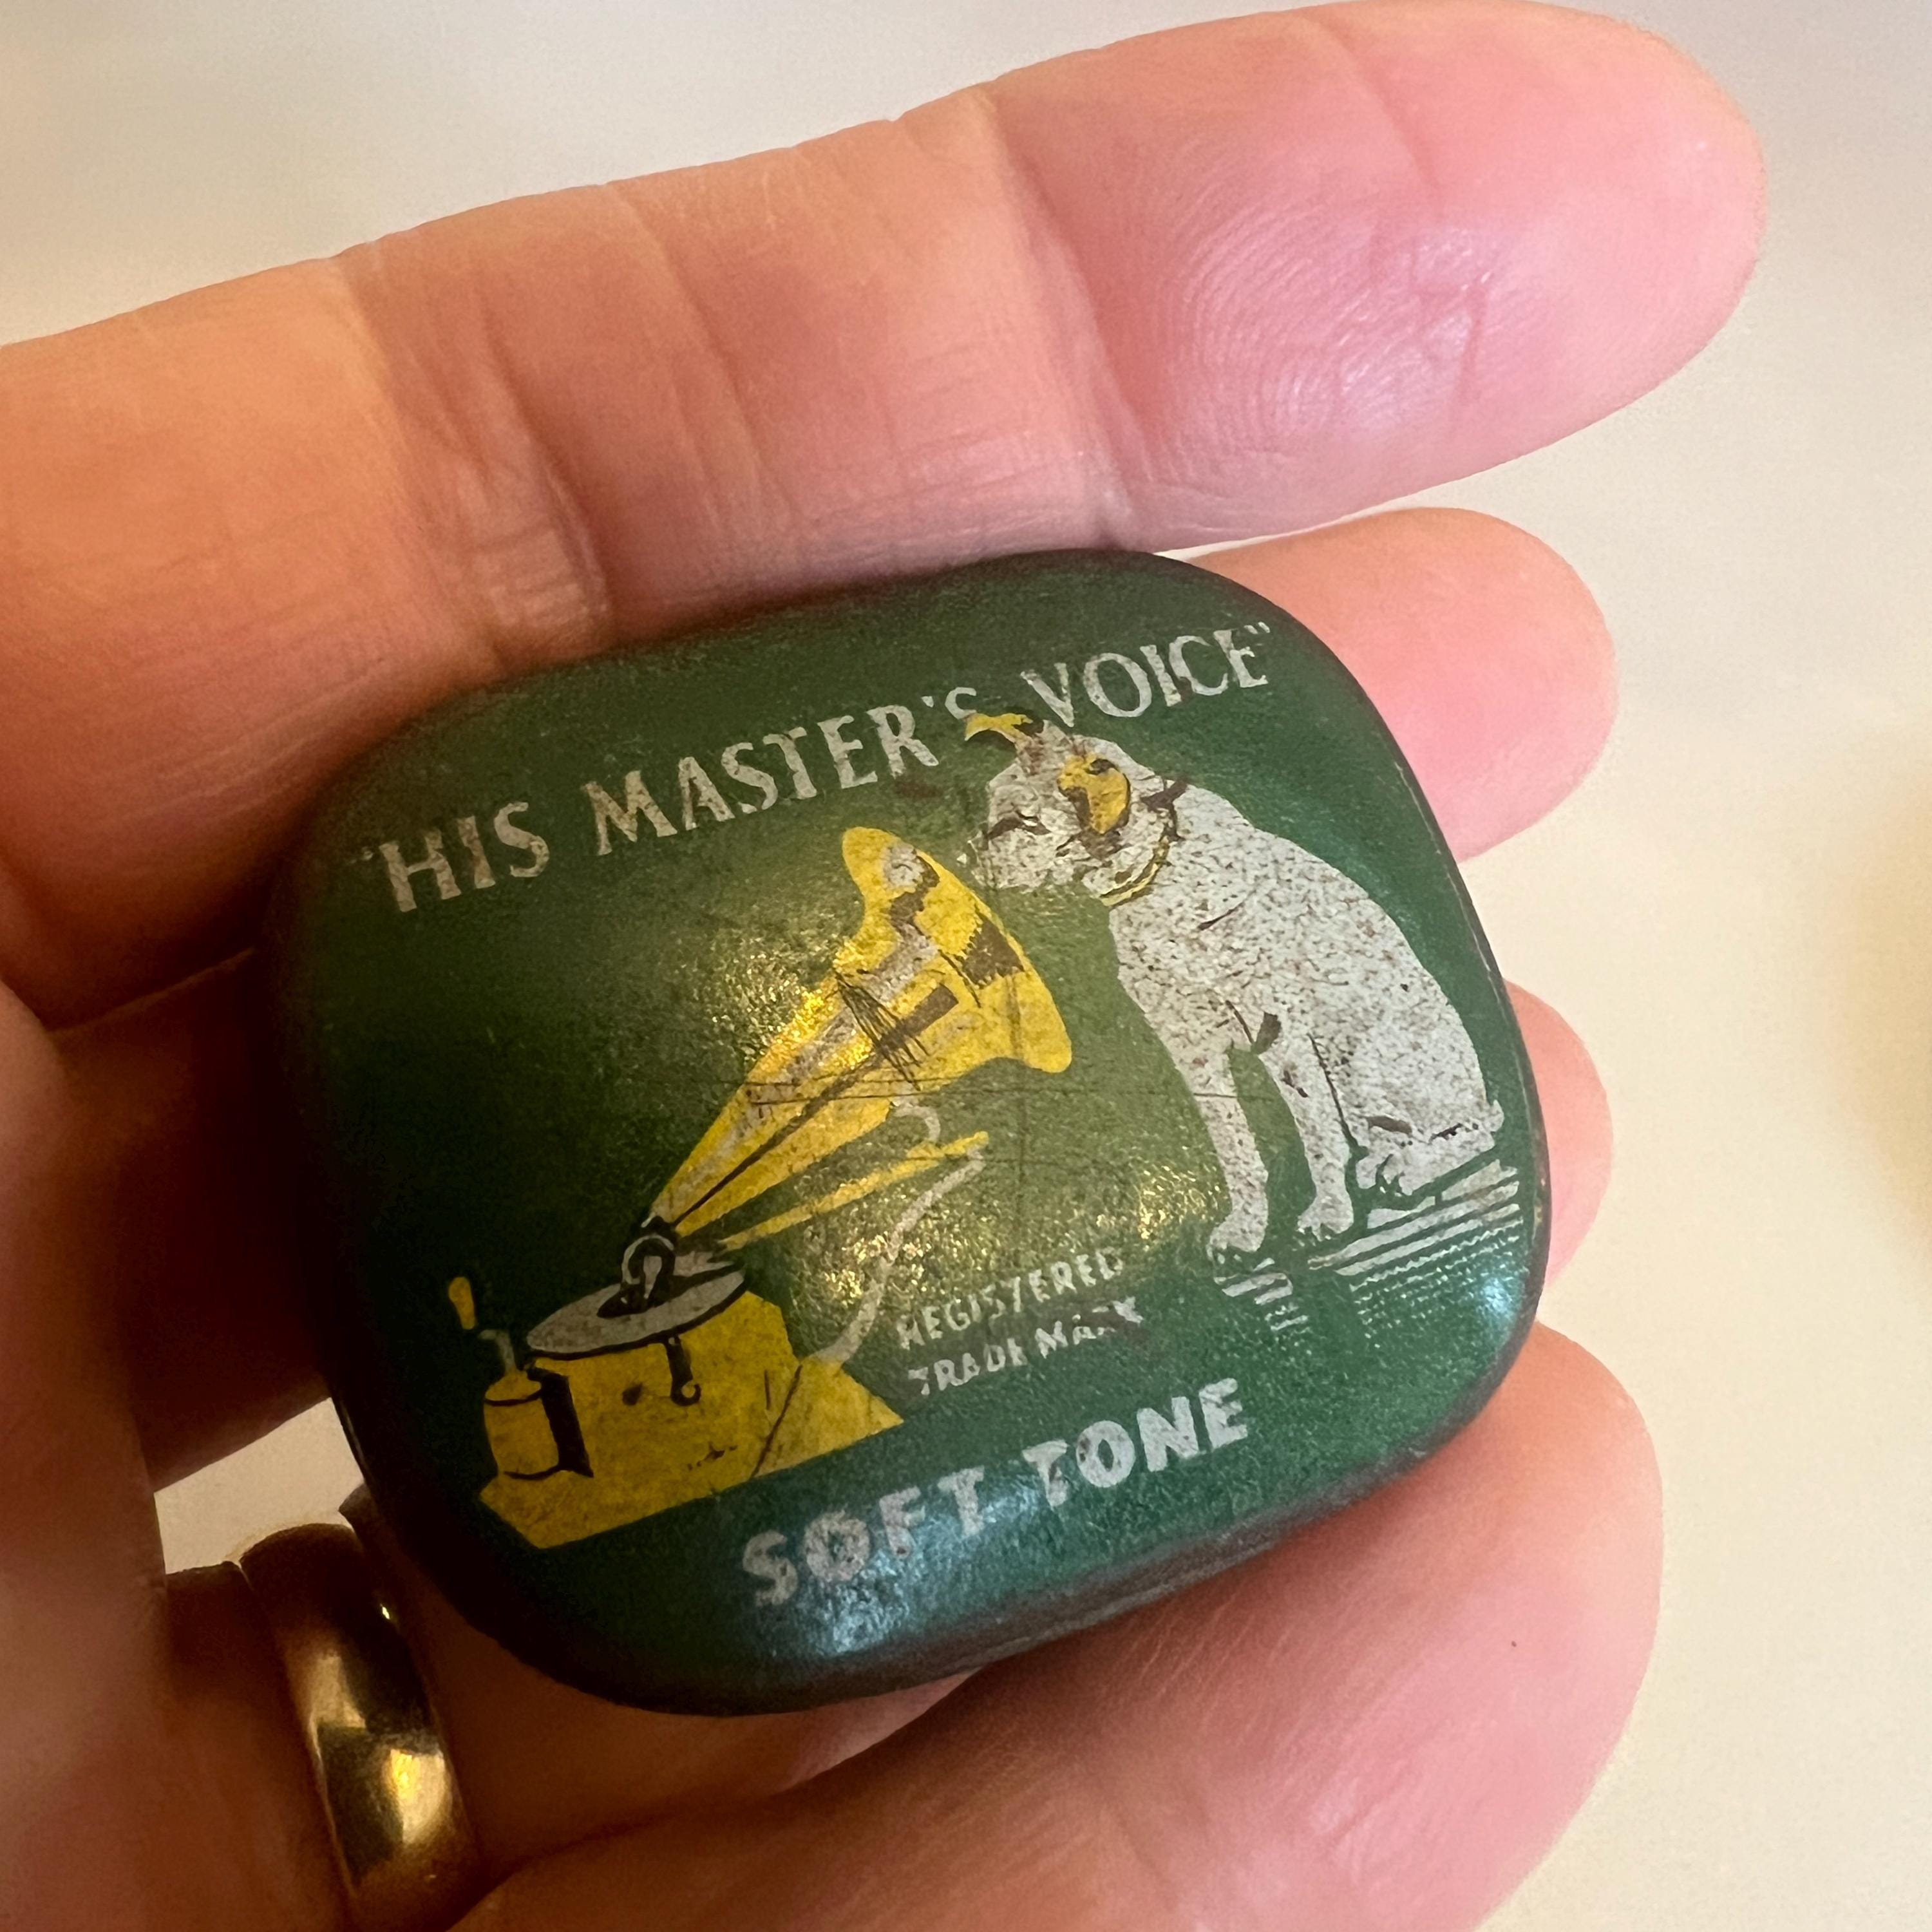 "HIS MASTER'S VOICE"
REGISTERED
TRADE MARK
SOFT TONE